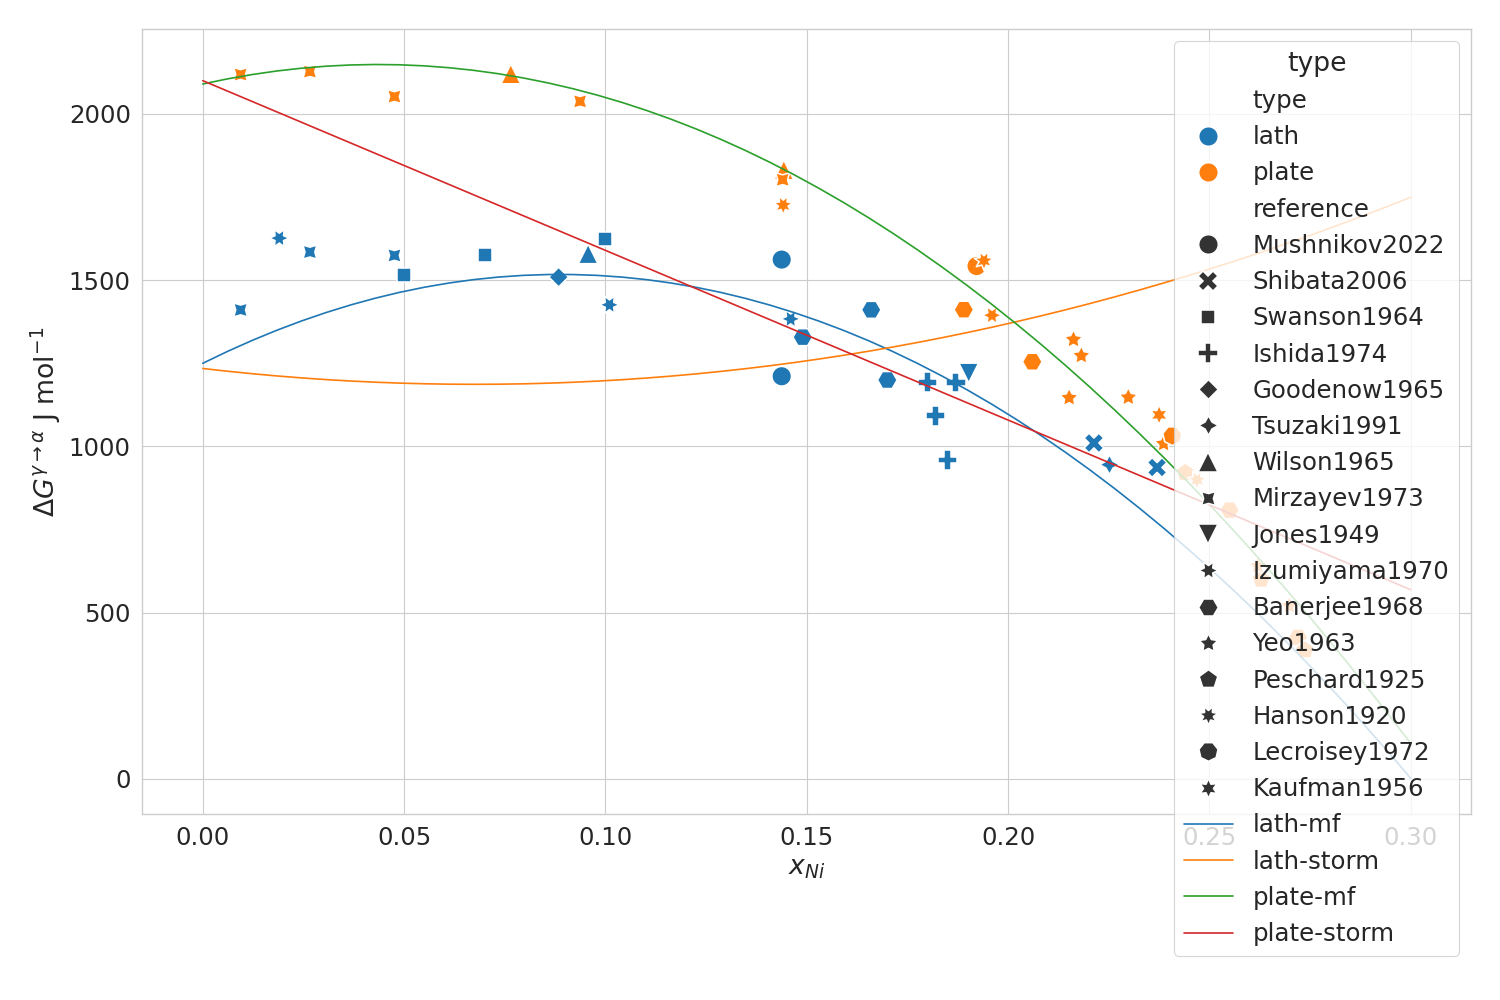 2000
1500
1000
500
0
ΔG^γ→α J mol⁻¹
0.00 0.05 0.10 0.15 0.20 0.25 0.30
x_Ni
type
type
lath
plate
reference
Mushnikov2022
Shibata2006
Swanson1964
Ishida1974
Goodenow1965
Tsuzaki1991
Wilson1965
Mirzayev1973
Jones1949
Izumiyama1970
Banerjee1968
Yeo1963
Peschard1925
Hanson1920
Lecroisey1972
Kaufman1956
lath-mf
lath-storm
plate-mf
plate-storm